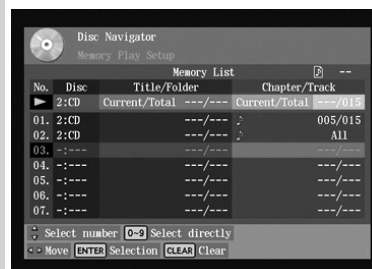 Disc Navigator
Memory Play Setup
Memory List --
No. Disc Title/Folder Chapter/Track
2:CD Current/Total ---/--- Current/Total ---/015
01. 2:CD ---/--- ♪ 005/015
02. 2:CD ---/--- ♪ All
03. -:--- ---/--- ---/---
04. -:--- ---/--- ---/---
05. -:--- ---/--- ---/---
06. -:--- ---/--- ---/---
07. -:--- ---/--- ---/---
Select number 0~9 Select directly
Move ENTER Selection CLEAR Clear